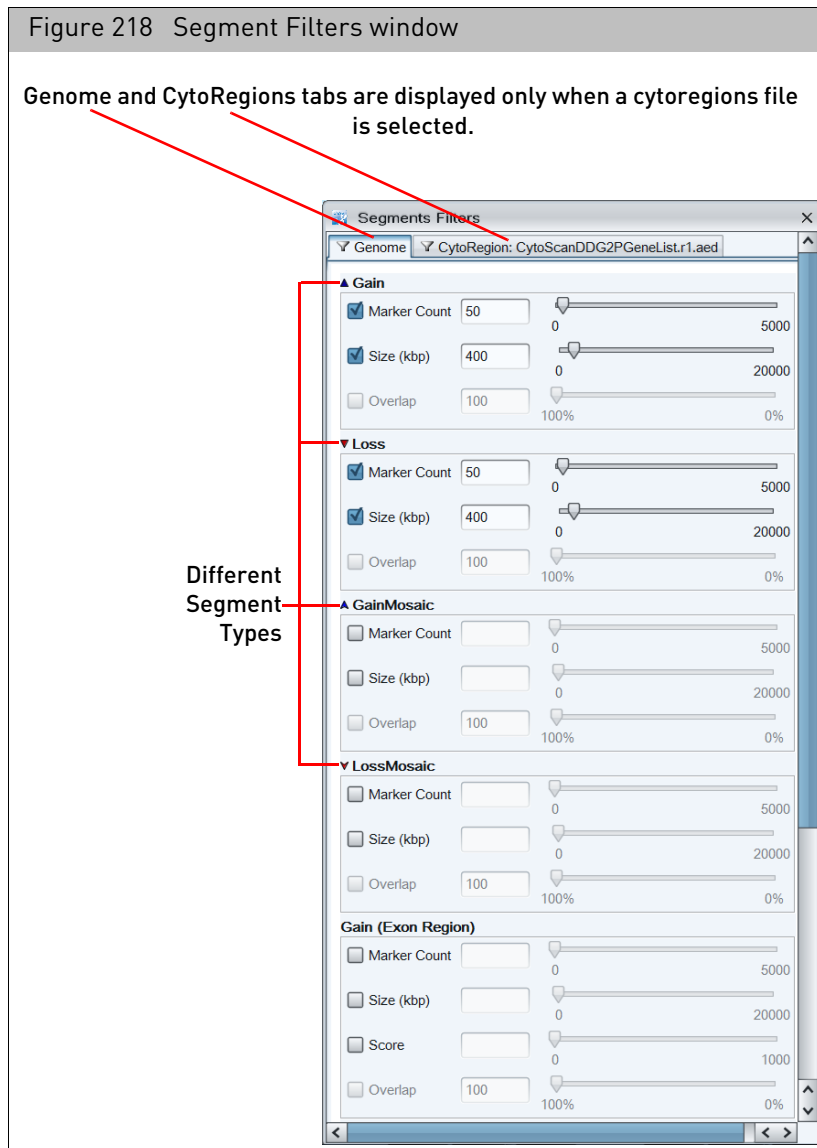 Figure 218 Segment Filters window
Genome and CytoRegions tabs are displayed only when a cytoregions file
is selected.
Segments Filters
Genome CytoRegion: CytoScanDDG2PGeneList.r1.aed
Gain
Marker Count 50
0 5000
Size (kbp) 400
0 20000
Overlap 100
100% 0%
Loss
Marker Count 50
0 5000
Size (kbp) 400
0 20000
Overlap 100
100% 0%
Different
Segment
Types
GainMosaic
Marker Count
0 5000
Size (kbp)
0 20000
Overlap 100
100% 0%
LossMosaic
Marker Count
0 5000
Size (kbp)
0 20000
Overlap 100
100% 0%
Gain (Exon Region)
Marker Count
0 5000
Size (kbp)
0 20000
Score
0 1000
Overlap 100
100% 0%